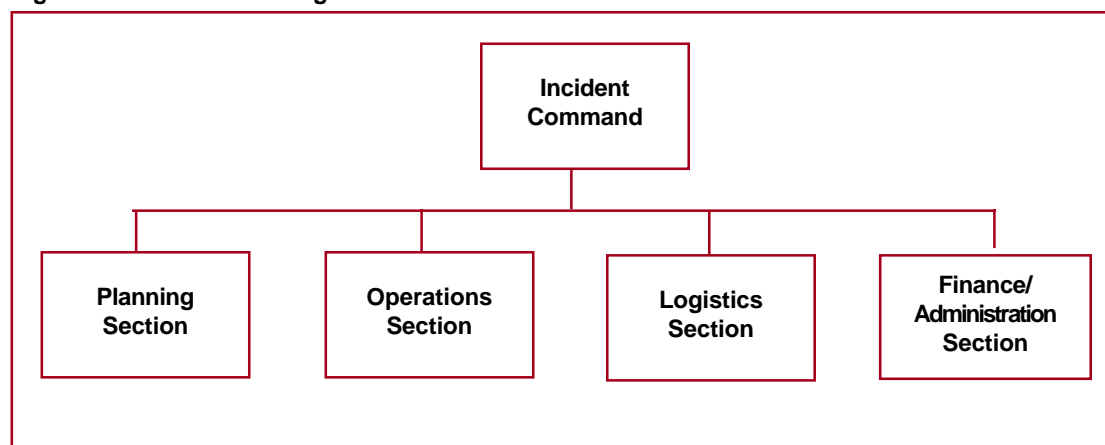 Incident
Command
Planning
Section
Operations
Section
Logistics
Section
Finance/
Administration
Section